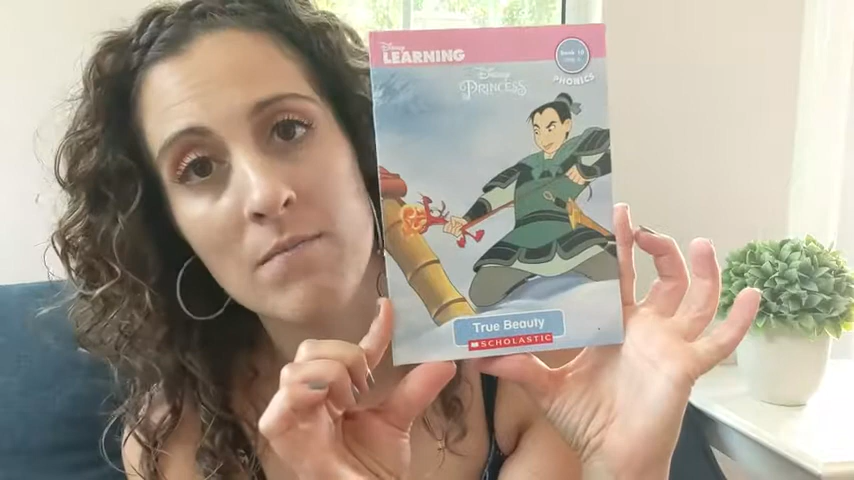 Disney
LEARNING
Disney
PRINCESS
Book 10
PHONICS
True Beauty
SCHOLASTIC